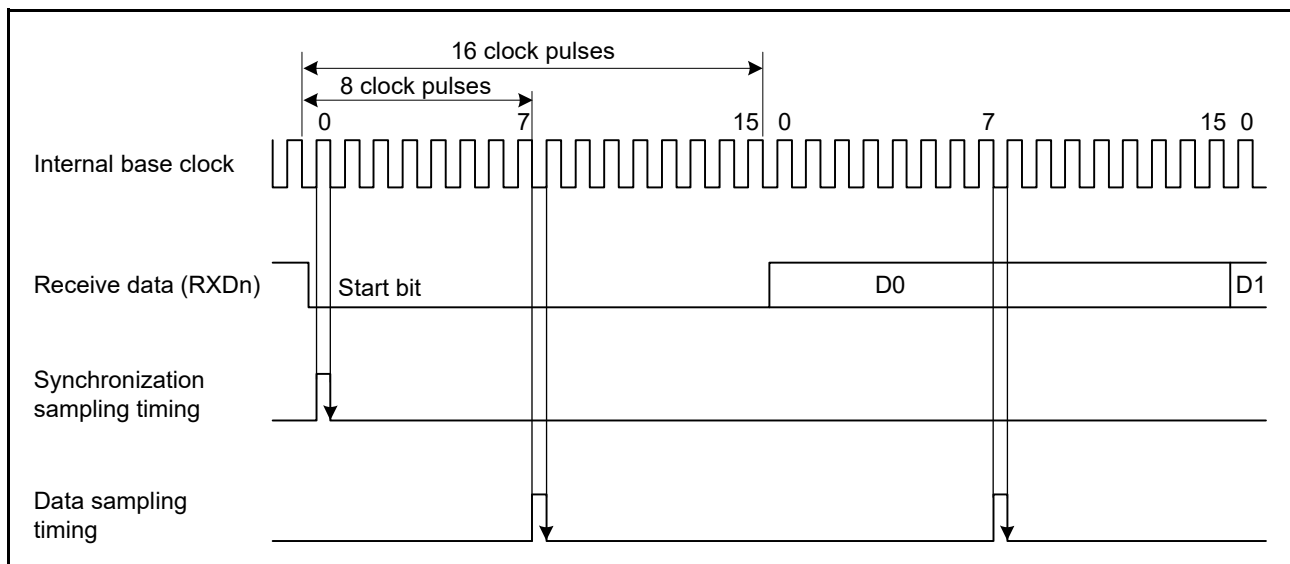 16 clock pulses
8 clock pulses
0 7 15 0 7 15 0
Internal base clock
Receive data (RXDn) Start bit D0 D1
Synchronization
sampling timing
Data sampling
timing